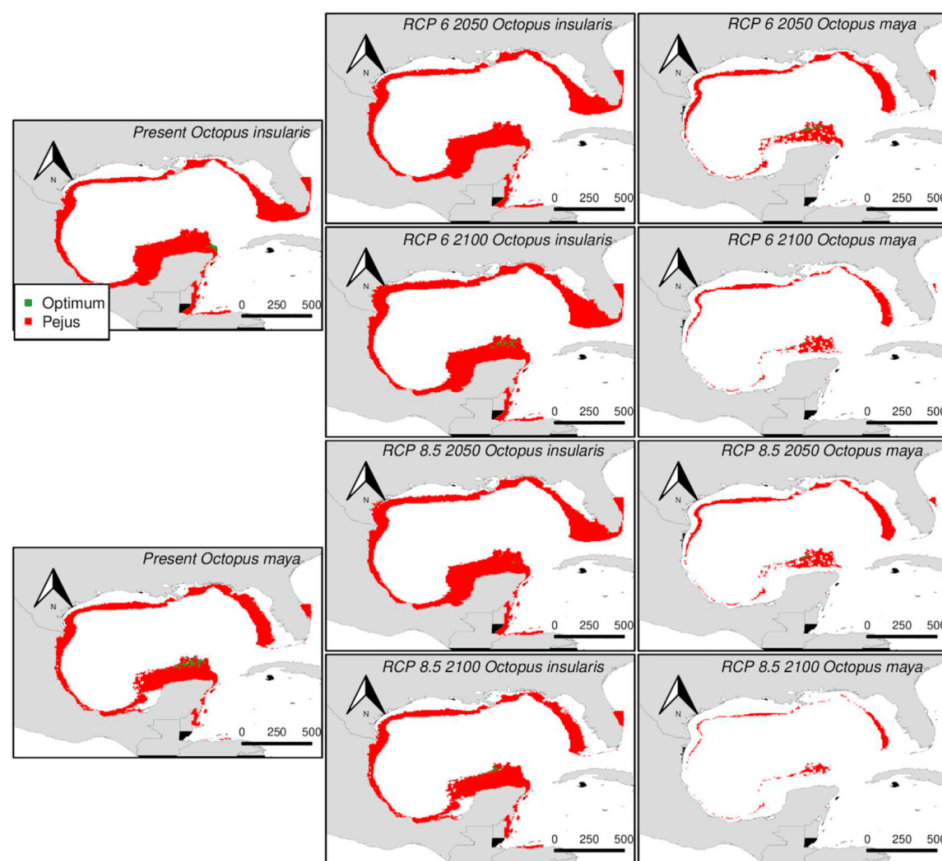 RCP 6 2050 Octopus insularis
N
0 250 500
RCP 6 2050 Octopus maya
N
0 250 500
Present Octopus insularis
N
0 250 500
Optimum
Pejus
RCP 6 2100 Octopus insularis
N
0 250 500
RCP 6 2100 Octopus maya
N
0 250 500
RCP 8.5 2050 Octopus insularis
N
0 250 500
RCP 8.5 2050 Octopus maya
N
0 250 500
Present Octopus maya
N
0 250 500
RCP 8.5 2100 Octopus insularis
N
0 250 500
RCP 8.5 2100 Octopus maya
N
0 250 500